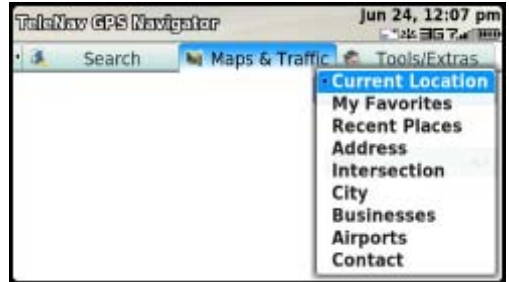 TeleNav GPS Navigator
Jun 24, 12:07 pm
3G
Search Maps & Traffic Tools/Extras
Current Location
My Favorites
Recent Places
Address
Intersection
City
Businesses
Airports
Contact